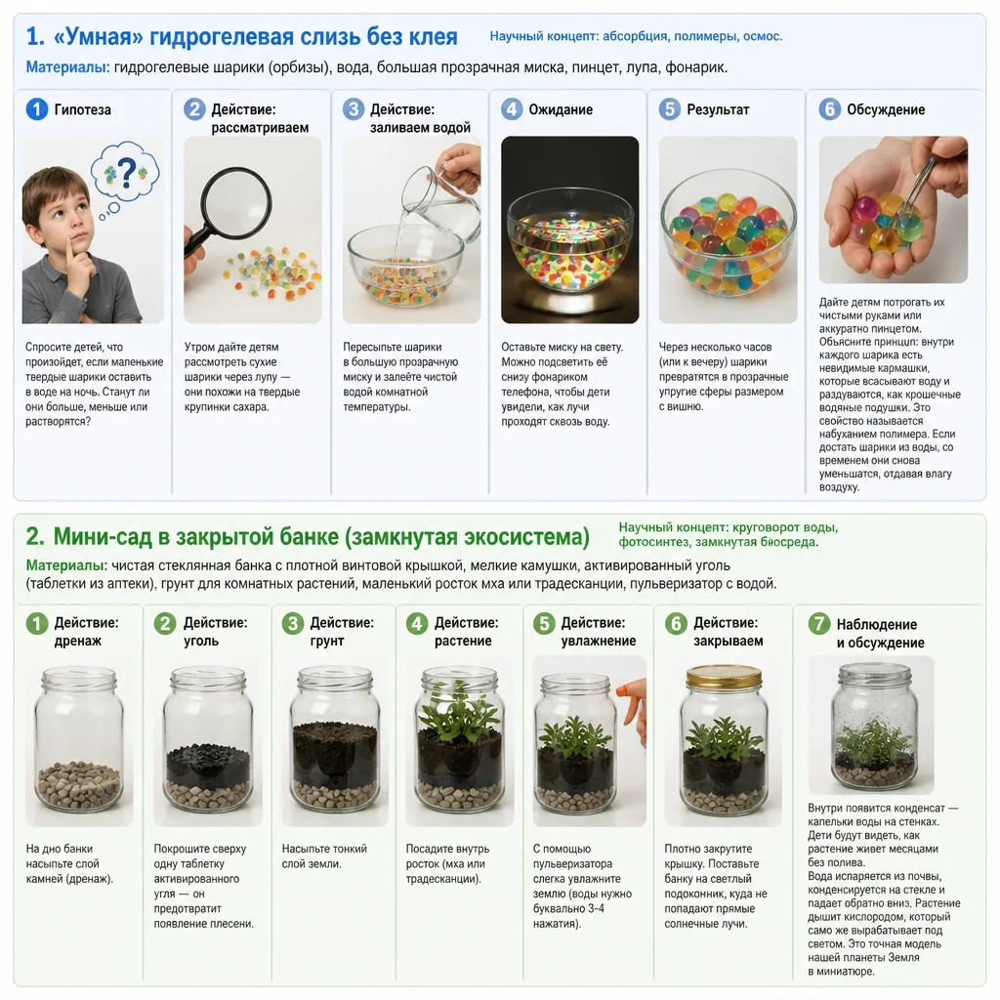 1. «Умная» гидрогелевая слизь без клея
Научный концепт: абсорбция, полимеры, осмос.
Материалы: гидрогелевые шарики (орбизы), вода, большая прозрачная миска, пинцет, лупа, фонарик.
1 Гипотеза
?
Спросите детей, что
произойдет, если маленькие
твердые шарики оставить
в воде на ночь. Станут ли
они больше, меньше или
растворятся?
2 Действие:
рассматриваем
Утром дайте детям
рассмотреть сухие
шарики через лупу —
они похожи на твердые
крупинки сахара.
3 Действие:
заливаем водой
Пересыпьте шарики
в большую прозрачную
миску и залейте чистой
водой комнатной
температуры.
4 Ожидание
Оставьте миску на свету.
Можно подсветить её
снизу фонариком
телефона, чтобы дети
увидели, как лучи
проходят сквозь воду.
5 Результат
Через несколько часов
(или к вечеру) шарики
превратятся в прозрачные
упругие сферы размером
с вишню.
6 Обсуждение
Дайте детям потрогать их
чистыми руками или
аккуратно пинцетом.
Объясните принцип: внутри
каждого шарика есть
невидимые кармашки,
которые всасывают воду и
раздуваются, как крошечные
водяные подушки. Это
свойство называется
набуханием полимера. Если
достать шарики из воды, со
временем они снова
уменьшатся, отдавая влагу
воздуху.
2. Мини-сад в закрытой банке (замкнутая экосистема)
Научный концепт: круговорот воды,
фотосинтез, замкнутая биосреда.
Материалы: чистая стеклянная банка с плотной винтовой крышкой, мелкие камушки, активированный уголь
(таблетки из аптеки), грунт для комнатных растений, маленький росток мха или традесканции, пульверизатор с водой.
1 Действие:
дренаж
На дно банки
насыпьте слой
камней (дренаж).
2 Действие:
уголь
Покрошите сверху
одну таблетку
активированного
угля — он
предотвратит
появление плесени.
3 Действие:
грунт
Насыпьте тонкий
слой земли.
4 Действие:
растение
Посадите внутрь
росток (мха или
традесканции).
5 Действие:
увлажнение
С помощью
пульверизатора
слегка увлажните
землю (воды нужно
буквально 3-4
нажатия).
6 Действие:
закрываем
Плотно закрутите
крышку. Поставьте
банку на светлый
подоконник, куда не
попадают прямые
солнечные лучи.
7 Наблюдение
и обсуждение
Внутри появится конденсат —
капельки воды на стенках.
Дети будут видеть, как
растение живет месяцами
без полива.
Вода испаряется из почвы,
конденсируется на стекле и
падает обратно вниз. Растение
дышит кислородом, который
само же вырабатывает под
светом. Это точная модель
нашей планеты Земля
в миниатюре.